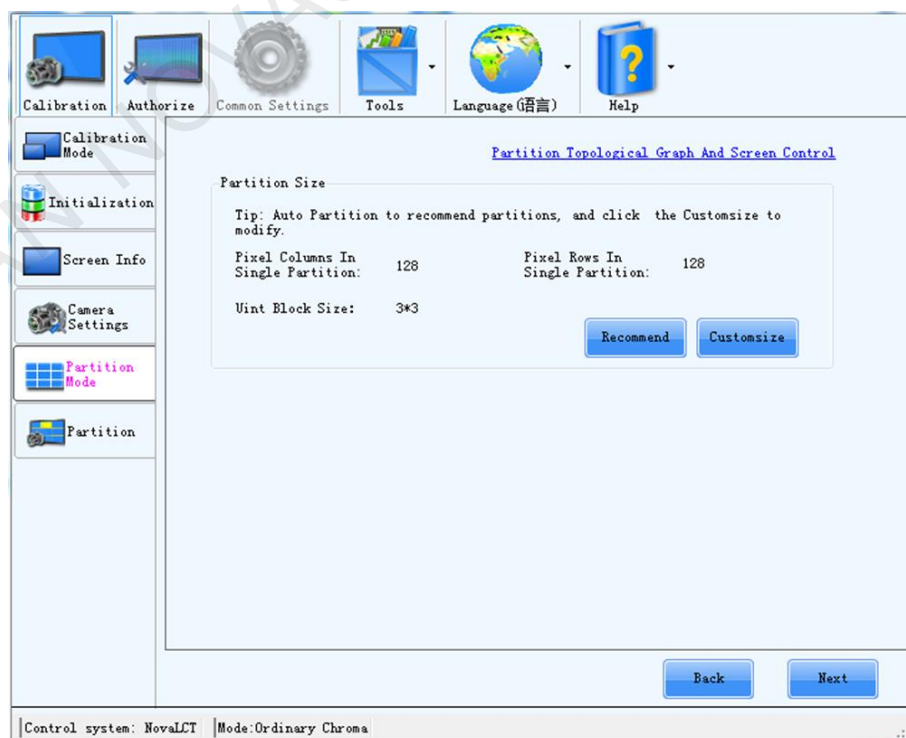 Calibration Authorize Common Settings Tools Language(语言) Help
Calibration
Mode
Initialization
Screen Info
Camera
Settings
Partition
Mode
Partition
Partition Topological Graph And Screen Control
Partition Size
Tip: Auto Partition to recommend partitions, and click the Customsize to
modify.
Pixel Columns In
Single Partition: 128
Pixel Rows In
Single Partition: 128
Uint Block Size: 3*3
Recommend Customsize
Back Next
Control system: NovaLCT Mode:Ordinary Chroma